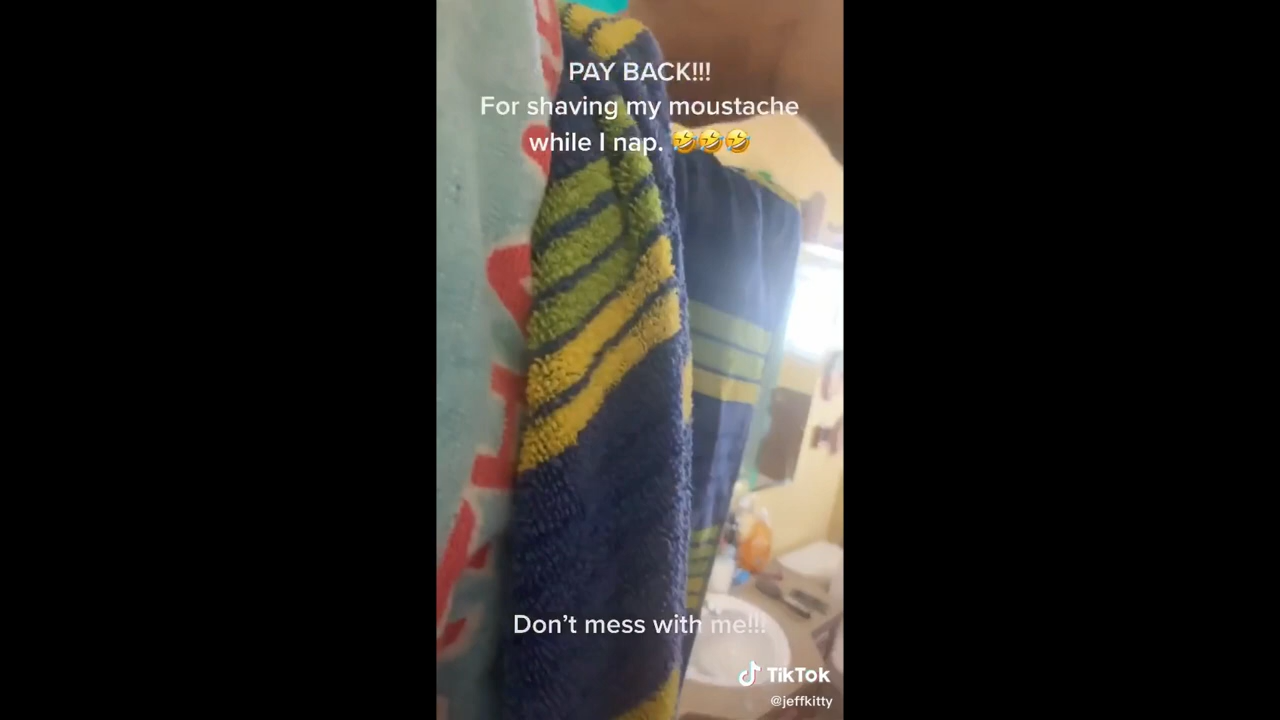 PAY BACK!!!
For shaving my moustache
while I nap. 🤣🤣🤣
Don’t mess with me!!!
TikTok
@jeffkitty